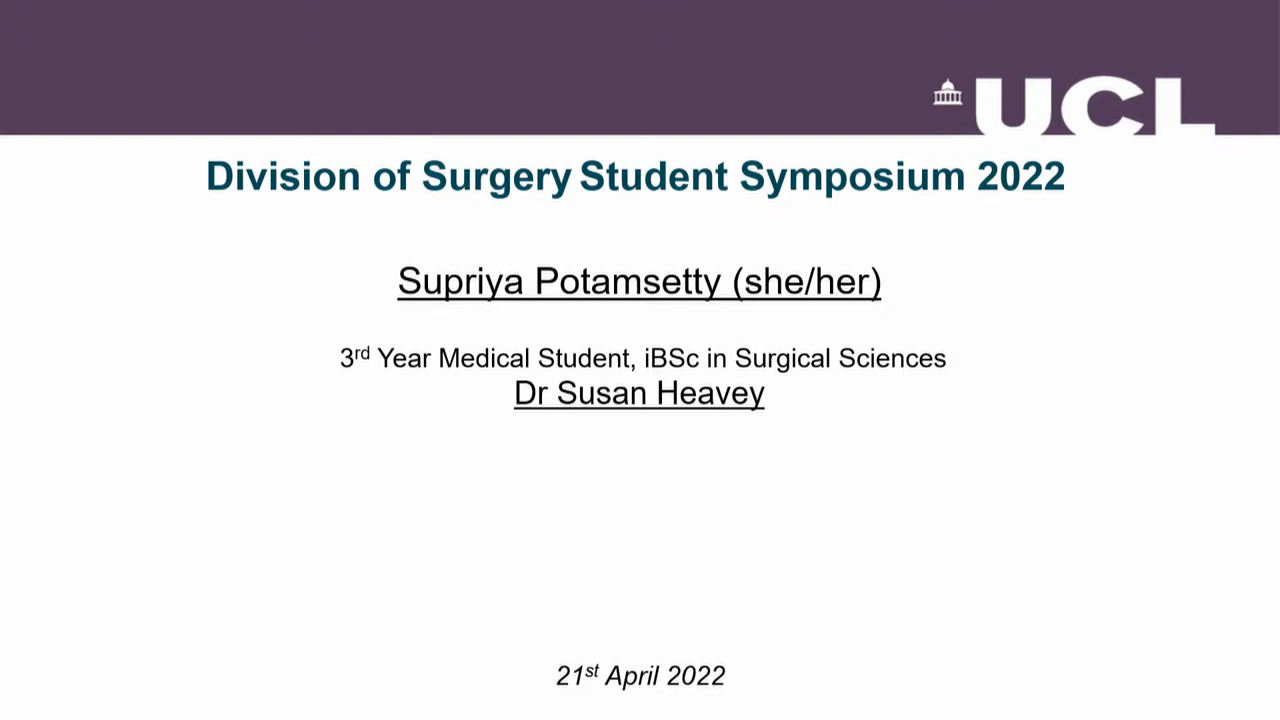 UCL
Division of Surgery Student Symposium 2022
Supriya Potamsetty (she/her)
3rd Year Medical Student, iBSc in Surgical Sciences
Dr Susan Heavey
21st April 2022